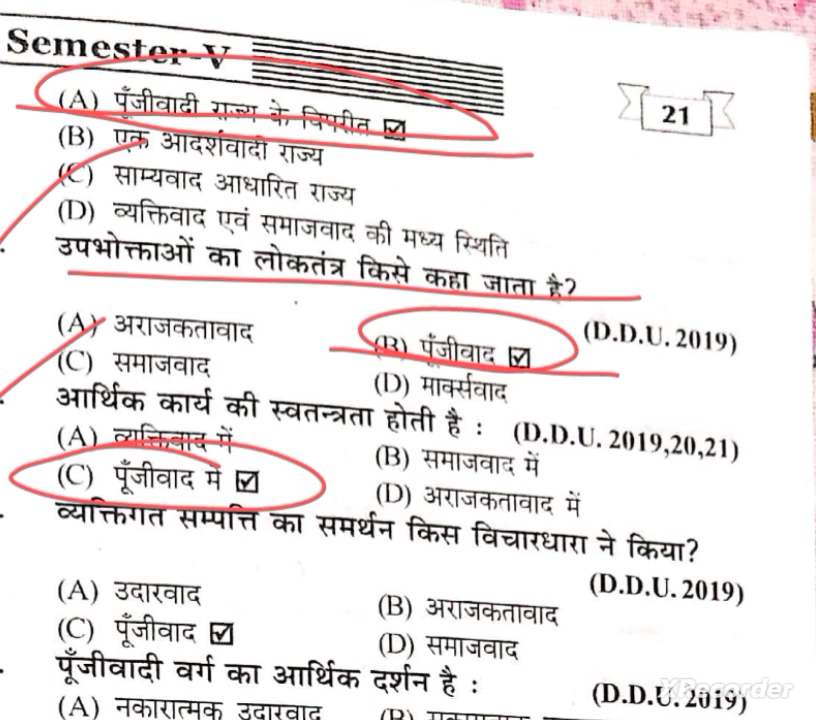 Semester-V
21
(A) पूँजीवादी राज्य के विपरीत ☑
(B) एक आदर्शवादी राज्य
(C) साम्यवाद आधारित राज्य
(D) व्यक्तिवाद एवं समाजवाद की मध्य स्थिति
उपभोक्ताओं का लोकतंत्र किसे कहा जाता है?
(D.D.U. 2019)
(A) अराजकतावाद (B) पूँजीवाद ☑
(C) समाजवाद (D) मार्क्सवाद
आर्थिक कार्य की स्वतन्त्रता होती है : (D.D.U. 2019,20,21)
(A) व्यक्तिवाद में (B) समाजवाद में
(C) पूँजीवाद में ☑ (D) अराजकतावाद में
व्यक्तिगत सम्पत्ति का समर्थन किस विचारधारा ने किया?
(D.D.U. 2019)
(A) उदारवाद (B) अराजकतावाद
(C) पूँजीवाद ☑ (D) समाजवाद
पूँजीवादी वर्ग का आर्थिक दर्शन है : (D.D.U. 2019)
(A) नकारात्मक उदारवाद (B)
XRecorder